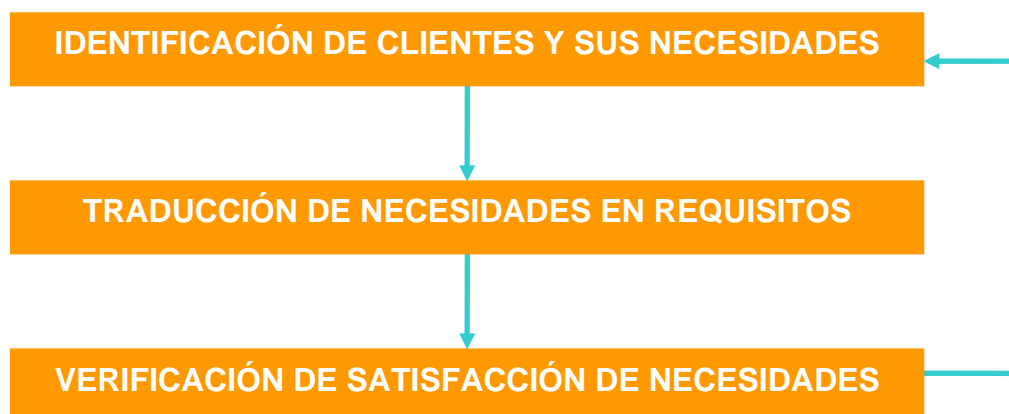 IDENTIFICACIÓN DE CLIENTES Y SUS NECESIDADES
TRADUCCIÓN DE NECESIDADES EN REQUISITOS
VERIFICACIÓN DE SATISFACCIÓN DE NECESIDADES